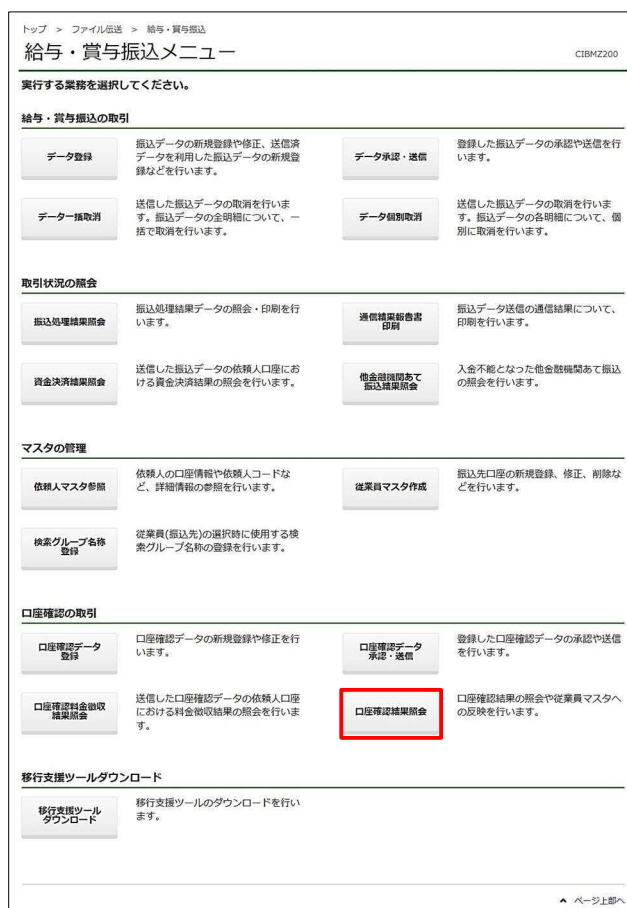 トップ > ファイル伝送 > 給与・賞与振込
給与・賞与振込メニュー
CIBMZ200
実行する業務を選択してください。
給与・賞与振込の取引
データ登録
振込データの新規登録や修正、送信済
データを利用した振込データの新規登
録などを行います。
データ承認・送信
登録した振込データの承認や送信を行
います。
データ一括取消
送信した振込データの取消を行いま
す。振込データの全明細について、一
括で取消を行います。
データ個別取消
送信した振込データの取消を行いま
す。振込データの各明細について、個
別に取消を行います。
取引状況の照会
振込処理結果照会
振込処理結果データの照会・印刷を行
います。
通信結果報告書
印刷
振込データ送信の通信結果について、
印刷を行います。
資金決済結果照会
送信した振込データの依頼人口座にお
ける資金決済結果の照会を行います。
他金融機関あて
振込結果照会
入金不能となった他金融機関あて振込
の照会を行います。
マスタの管理
依頼人マスタ参照
依頼人の口座情報や依頼人コードな
ど、詳細情報の参照を行います。
従業員マスタ作成
振込先口座の新規登録、修正、削除な
どを行います。
検索グループ名称
登録
従業員(振込先)の選択時に使用する検
索グループ名称の登録を行います。
口座確認の取引
口座確認データ
登録
口座確認データの新規登録や修正を行
います。
口座確認データ
承認・送信
登録した口座確認データの承認や送信
を行います。
口座確認料金徴収
結果照会
送信した口座確認データの依頼人口座
における料金徴収結果の照会を行いま
す。
口座確認結果照会
口座確認結果の照会や従業員マスタへ
の反映を行います。
移行支援ツールダウンロード
移行支援ツール
ダウンロード
移行支援ツールのダウンロードを行い
ます。
ページ上部へ